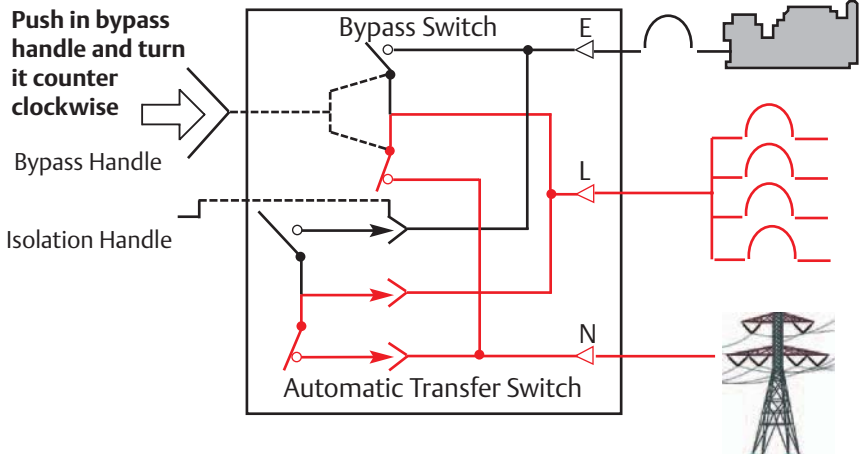 Push in bypass
handle and turn
it counter
clockwise
Bypass Handle
Isolation Handle
Bypass Switch
E
L
N
Automatic Transfer Switch